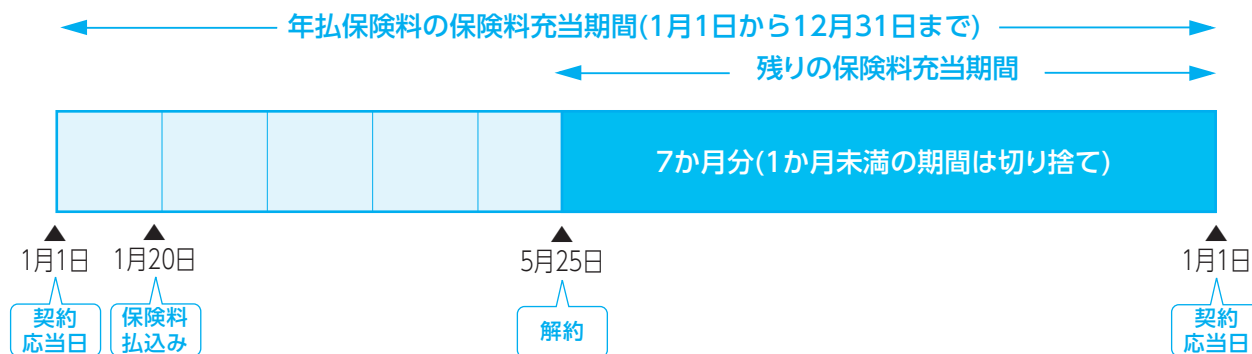 年払保険料の保険料充当期間(1月1日から12月31日まで)
残りの保険料充当期間
7か月分(1か月未満の期間は切り捨て)
1月1日
1月20日
5月25日
1月1日
契約
応当日
保険料
払込み
解約
契約
応当日